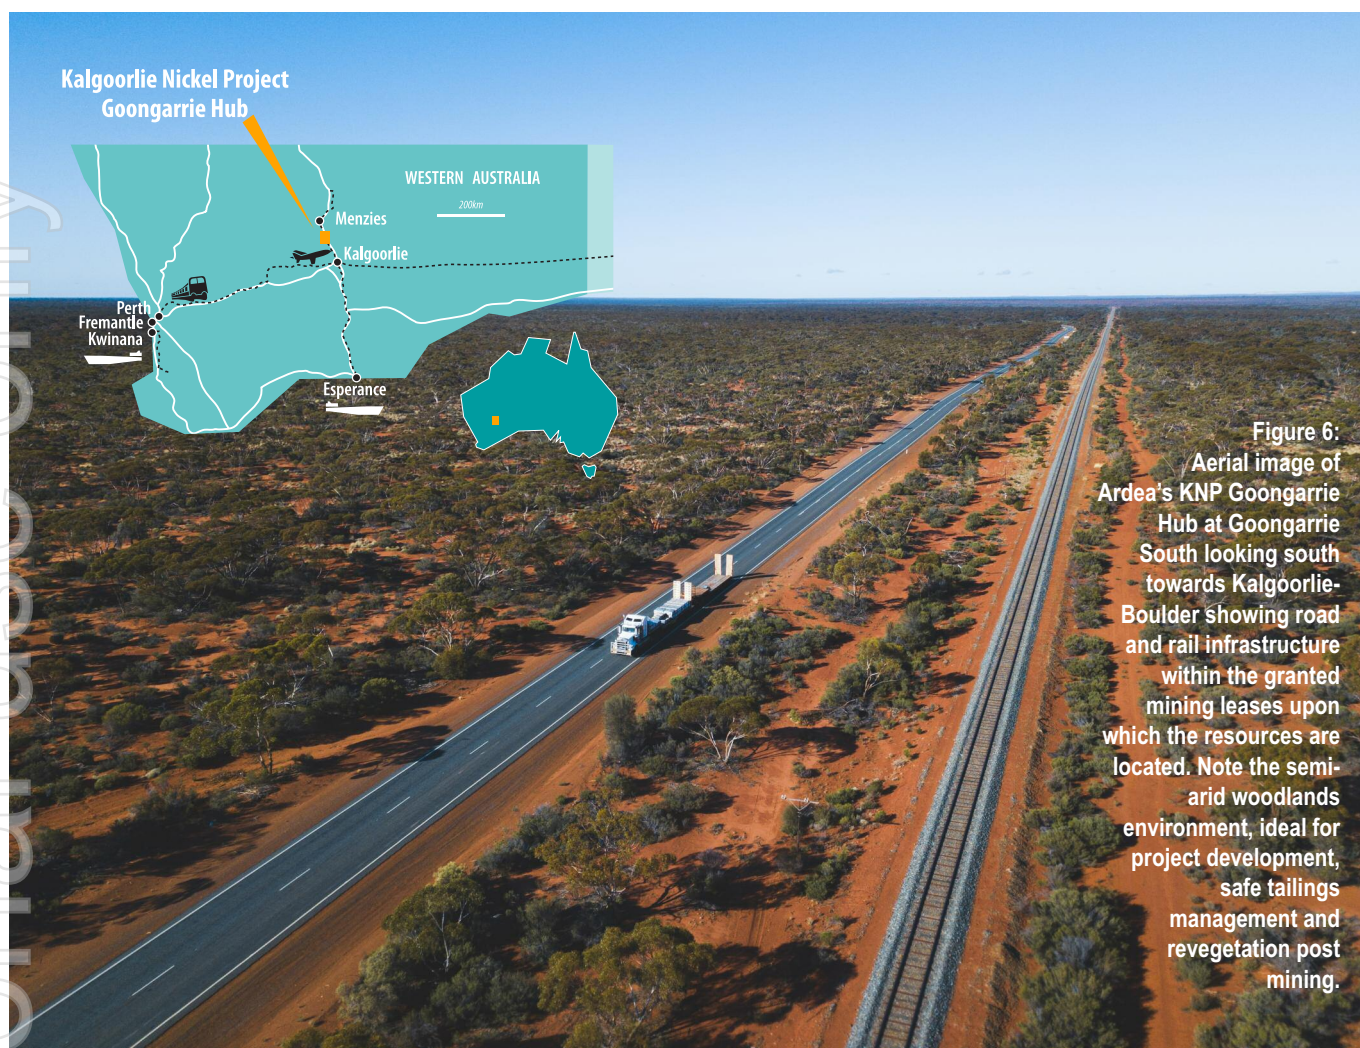 Kalgoorlie Nickel Project
Goongarrie Hub
WESTERN AUSTRALIA
200km
Menzies
Kalgoorlie
Perth
Fremantle
Kwinana
Esperance
Figure 6:
Aerial image of
Ardea's KNP Goongarrie
Hub at Goongarrie
South looking south
towards Kalgoorlie-
Boulder showing road
and rail infrastructure
within the granted
mining leases upon
which the resources are
located. Note the semi-
arid woodlands
environment, ideal for
project development,
safe tailings
management and
revegetation post
mining.